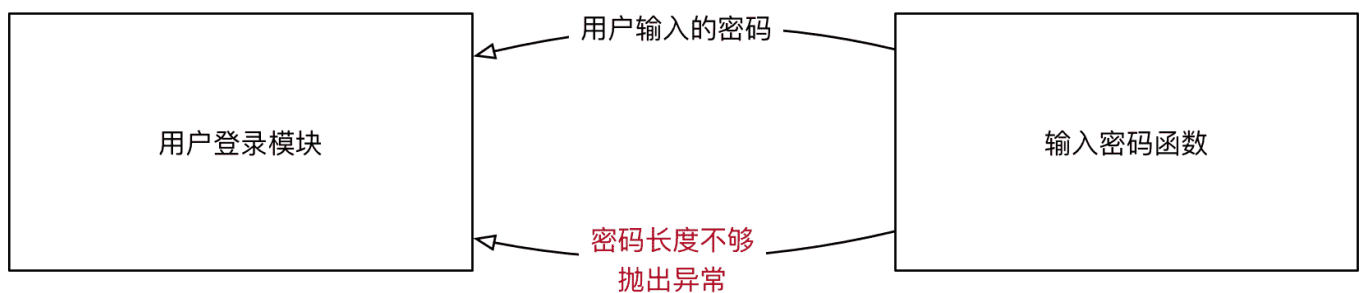 用户输入的密码
用户登录模块
输入密码函数
密码长度不够
抛出异常